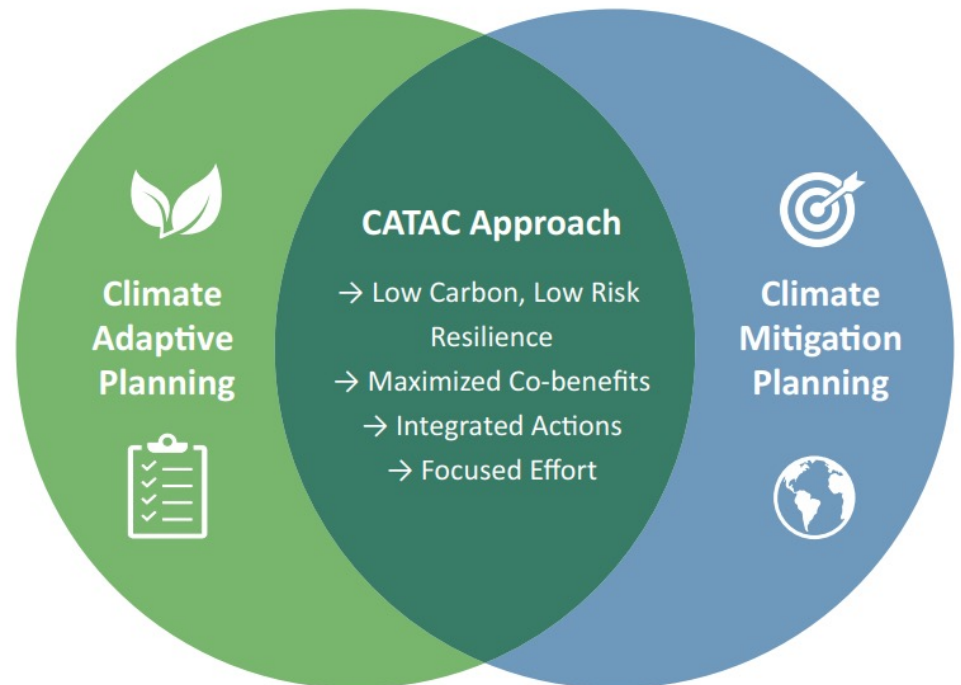 Climate
Adaptive
Planning
CATAC Approach
→ Low Carbon, Low Risk
Resilience
→ Maximized Co-benefits
→ Integrated Actions
→ Focused Effort
Climate
Mitigation
Planning